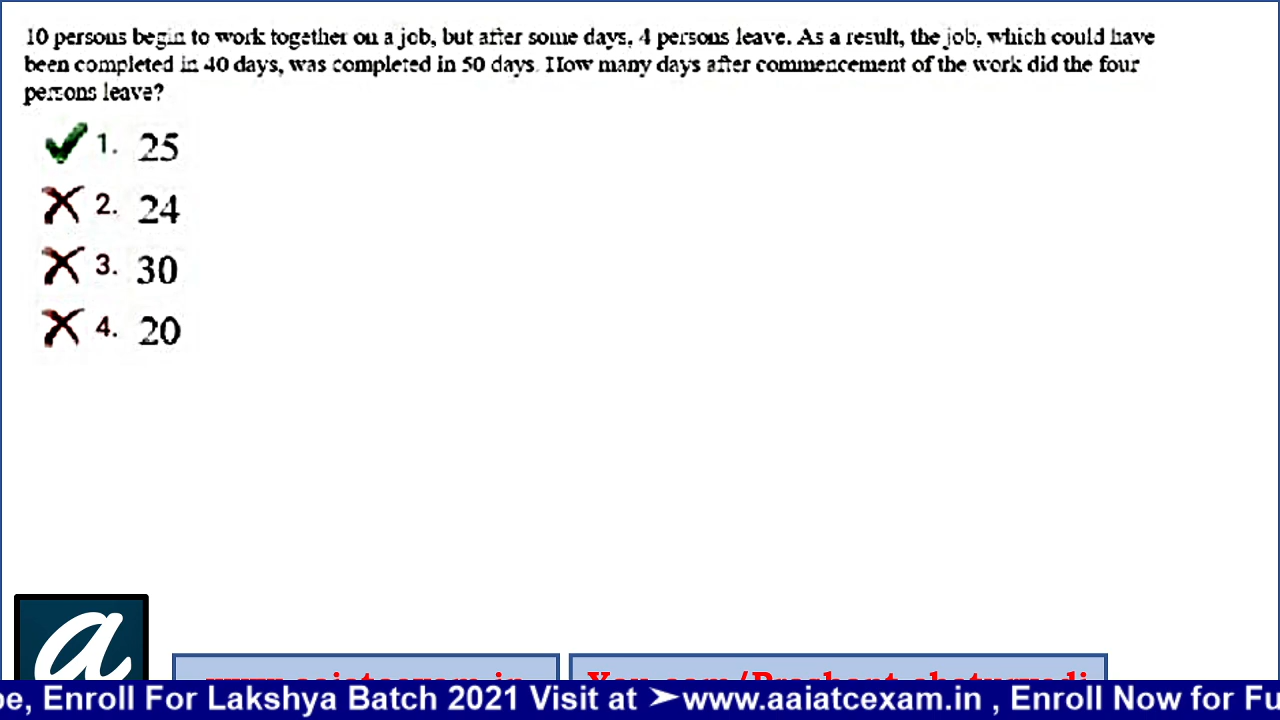 10 persons begin to work together on a job, but after some days, 4 persons leave. As a result, the job, which could have
been completed in 40 days, was completed in 50 days. How many days after commencement of the work did the four
persons leave?
1. 25
2. 24
3. 30
4. 20
a
be, Enroll For Lakshya Batch 2021 Visit at ➤www.aaiatcexam.in , Enroll Now for Fu